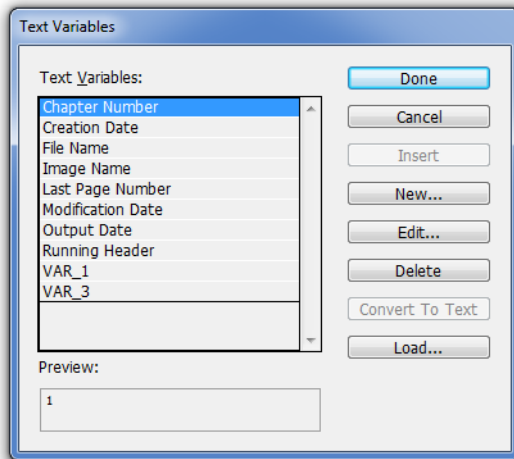 Text Variables
Text Variables:
Chapter Number
Creation Date
File Name
Image Name
Last Page Number
Modification Date
Output Date
Running Header
VAR_1
VAR_3
Preview:
1
Done
Cancel
Insert
New...
Edit...
Delete
Convert To Text
Load...